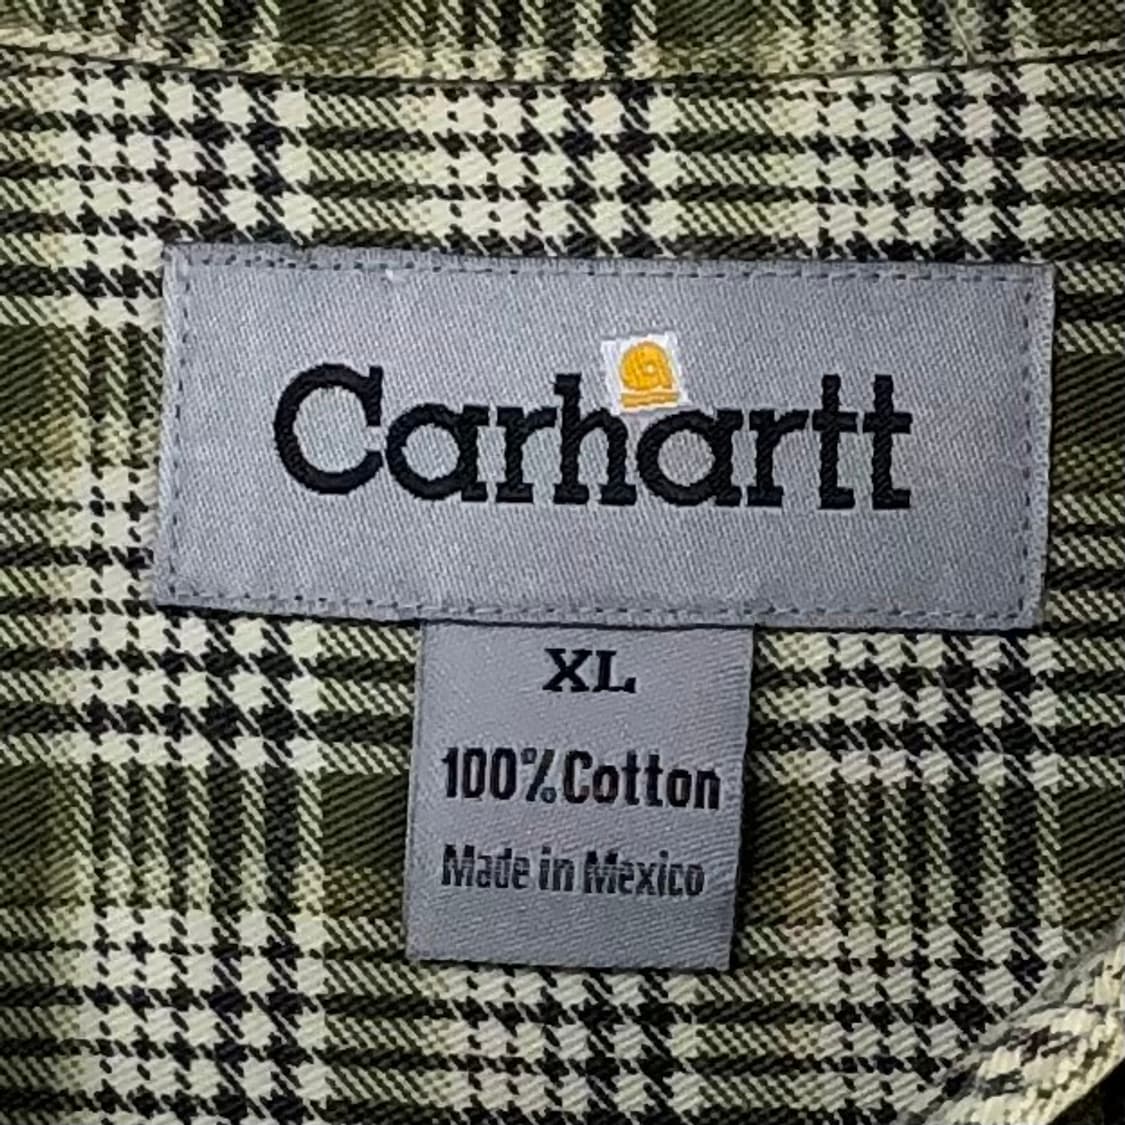 Carhartt
XL
100% Cotton
Made in Mexico